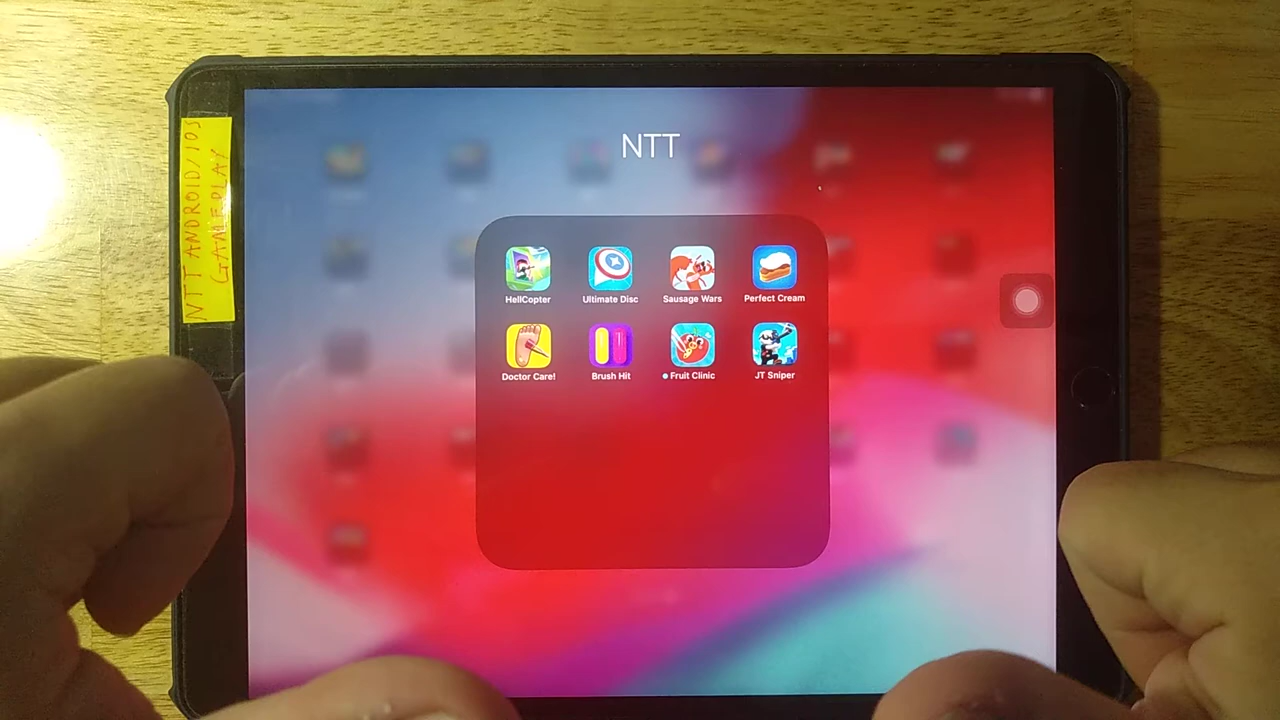 NTT ANDROID/IOS
GAMEPLAY
NTT
HellCopter
Ultimate Disc
Sausage Wars
Perfect Cream
Doctor Care!
Brush Hit
Fruit Clinic
JT Sniper